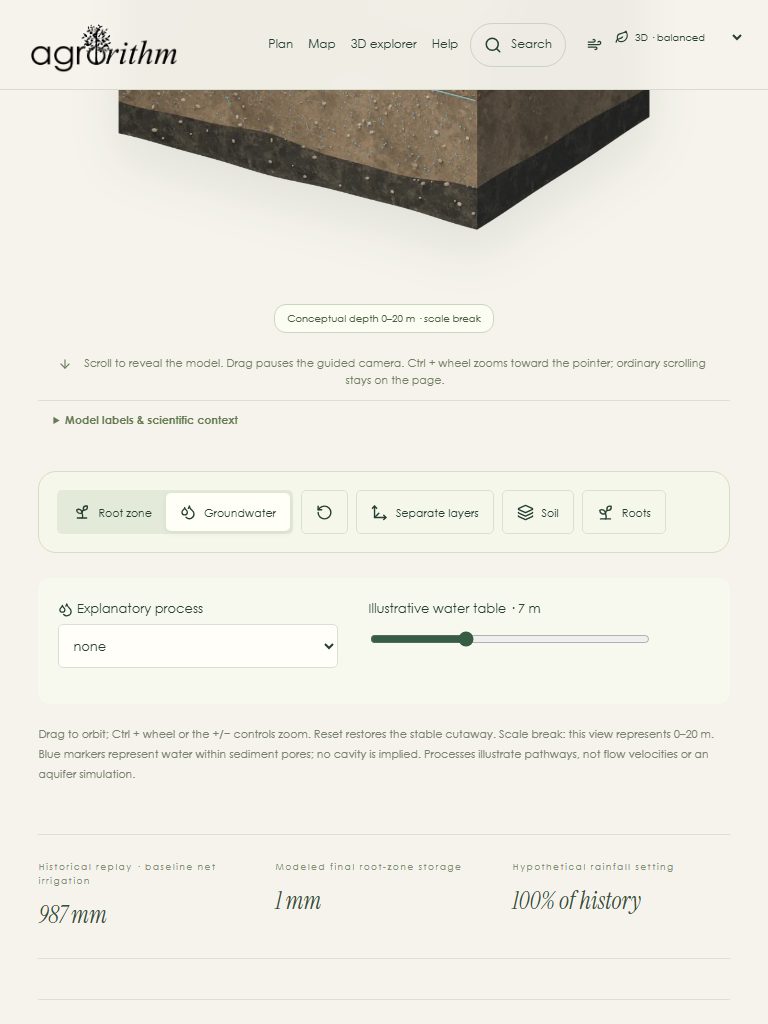 agrorithm
Plan Map 3D explorer Help Search 3D · balanced
Conceptual depth 0–20 m · scale break
Scroll to reveal the model. Drag pauses the guided camera. Ctrl + wheel zooms toward the pointer; ordinary scrolling
stays on the page.
Model labels & scientific context
Root zone Groundwater Separate layers Soil Roots
Explanatory process
none
Illustrative water table · 7 m
Drag to orbit; Ctrl + wheel or the +/− controls zoom. Reset restores the stable cutaway. Scale break: this view represents 0–20 m.
Blue markers represent water within sediment pores; no cavity is implied. Processes illustrate pathways, not flow velocities or an
aquifer simulation.
Historical replay · baseline net
irrigation
987 mm
Modeled final root-zone storage
1 mm
Hypothetical rainfall setting
100% of history